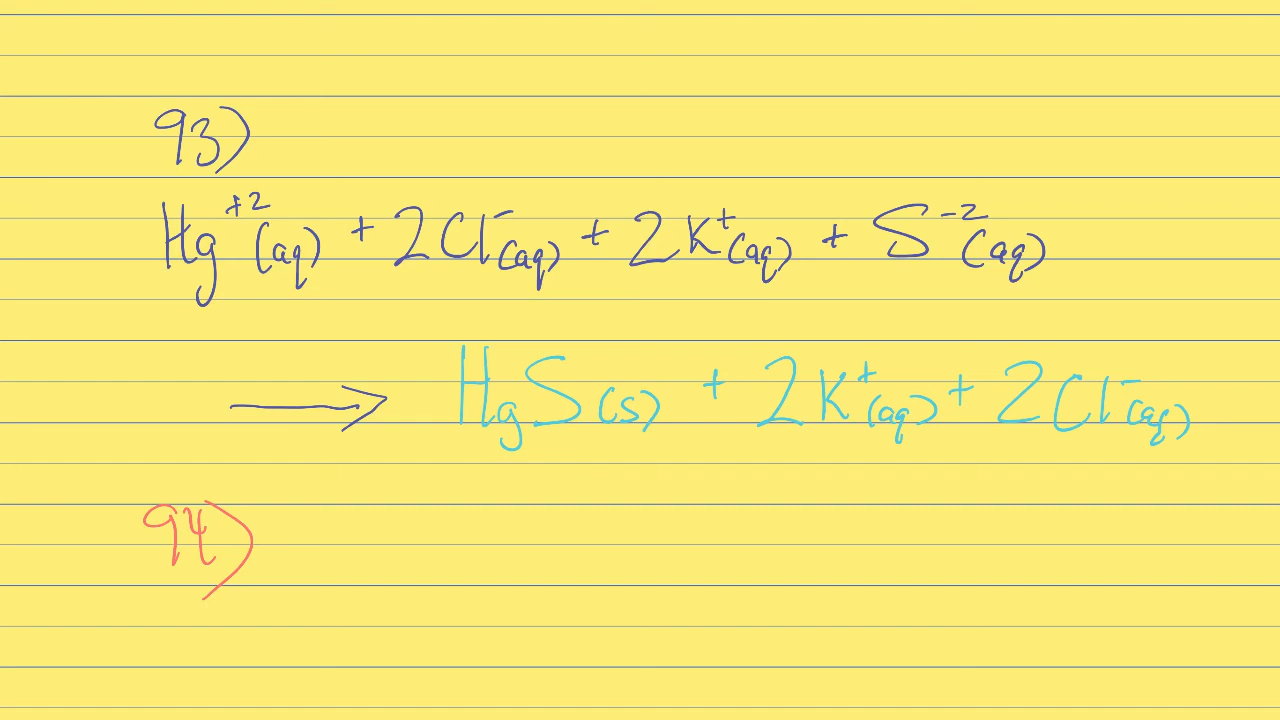 93)
Hg⁺²(aq) + 2Cl⁻(aq) + 2K⁺(aq) + S⁻²(aq)
⟶ HgS(s) + 2K⁺(aq) + 2Cl⁻(aq)
94)